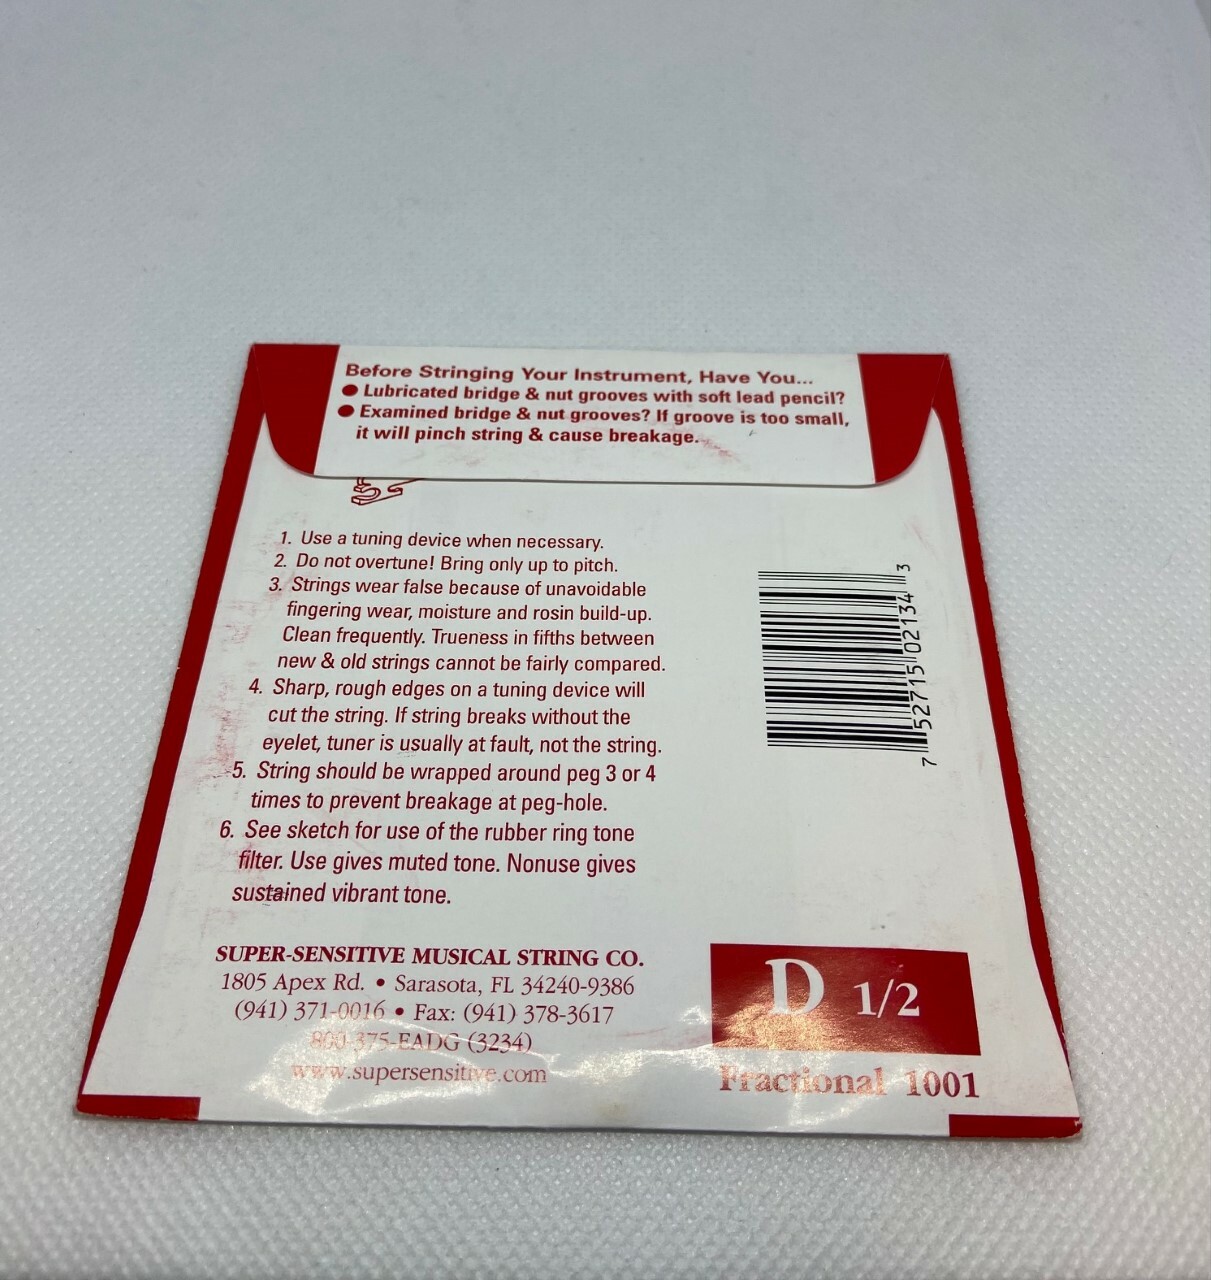 Before Stringing Your Instrument, Have You...
● Lubricated bridge & nut grooves with soft lead pencil?
● Examined bridge & nut grooves? If groove is too small,
it will pinch string & cause breakage.
1. Use a tuning device when necessary.
2. Do not overtune! Bring only up to pitch.
3. Strings wear false because of unavoidable
fingering wear, moisture and rosin build-up.
Clean frequently. Trueness in fifths between
new & old strings cannot be fairly compared.
4. Sharp, rough edges on a tuning device will
cut the string. If string breaks without the
eyelet, tuner is usually at fault, not the string.
5. String should be wrapped around peg 3 or 4
times to prevent breakage at peg-hole.
6. See sketch for use of the rubber ring tone
filter. Use gives muted tone. Nonuse gives
sustained vibrant tone.
7 52715 02134 3
SUPER-SENSITIVE MUSICAL STRING CO.
1805 Apex Rd. • Sarasota, FL 34240-9386
(941) 371-0016 • Fax: (941) 378-3617
800-375-EADG (3234)
www.supersensitive.com
D 1/2
Fractional 1001